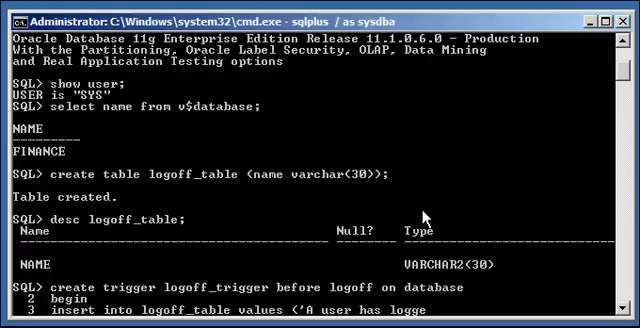 Administrator: C:\Windows\system32\cmd.exe - sqlplus / as sysdba
Oracle Database 11g Enterprise Edition Release 11.1.0.6.0 - Production
With the Partitioning, Oracle Label Security, OLAP, Data Mining
and Real Application Testing options
SQL> show user;
USER is "SYS"
SQL> select name from v$database;
NAME
---------
FINANCE
SQL> create table logoff_table (name varchar(30));
Table created.
SQL> desc logoff_table;
Name Null? Type
----------------------------------------- -------- ----------------------------
NAME VARCHAR2(30)
SQL> create trigger logoff_trigger before logoff on database
2 begin
3 insert into logoff_table values ('A user has logge